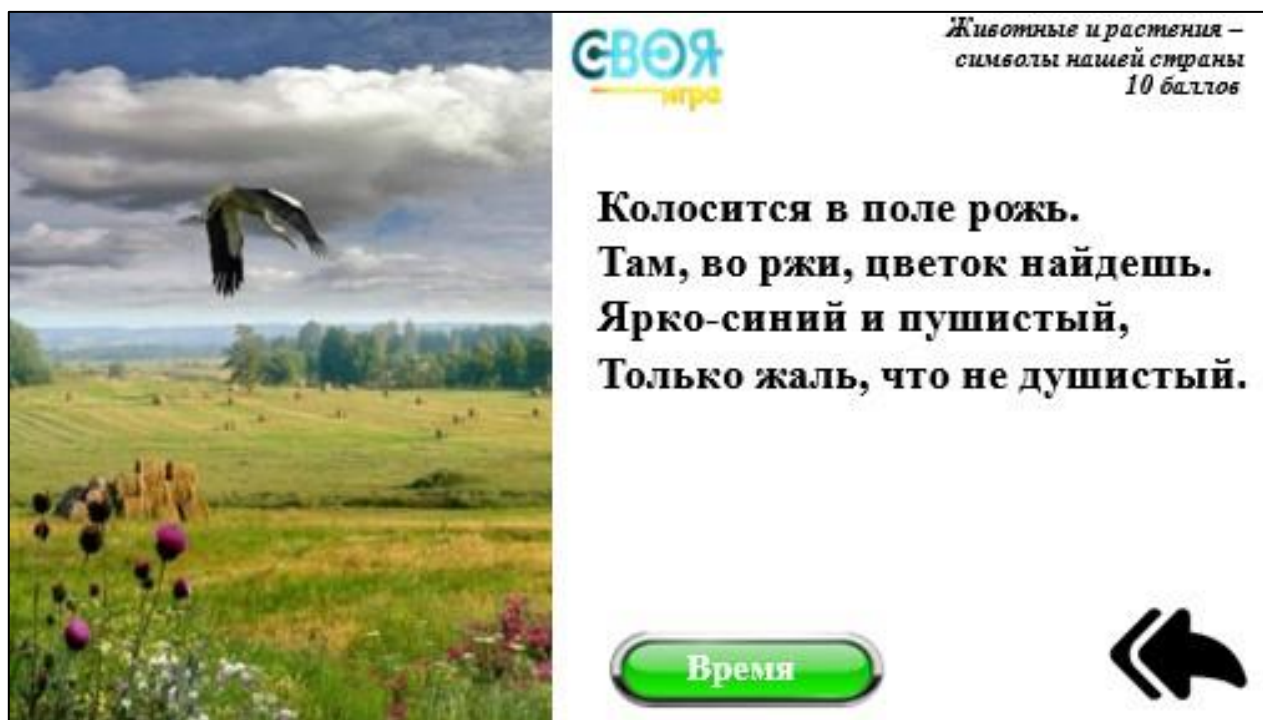 СВОЯ
игра
Животные и растения –
символы нашей страны
10 баллов
Колосится в поле рожь.
Там, во ржи, цветок найдешь.
Ярко-синий и пушистый,
Только жаль, что не душистый.
Время